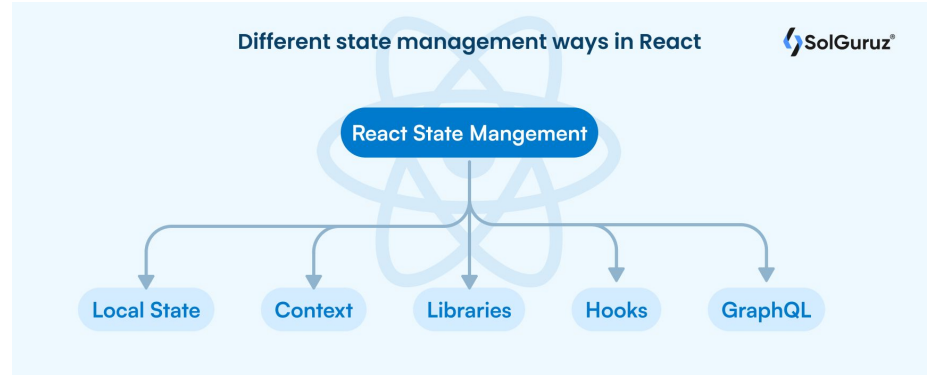 Different state management ways in React
SolGuruz®
React State Mangement
Local State
Context
Libraries
Hooks
GraphQL